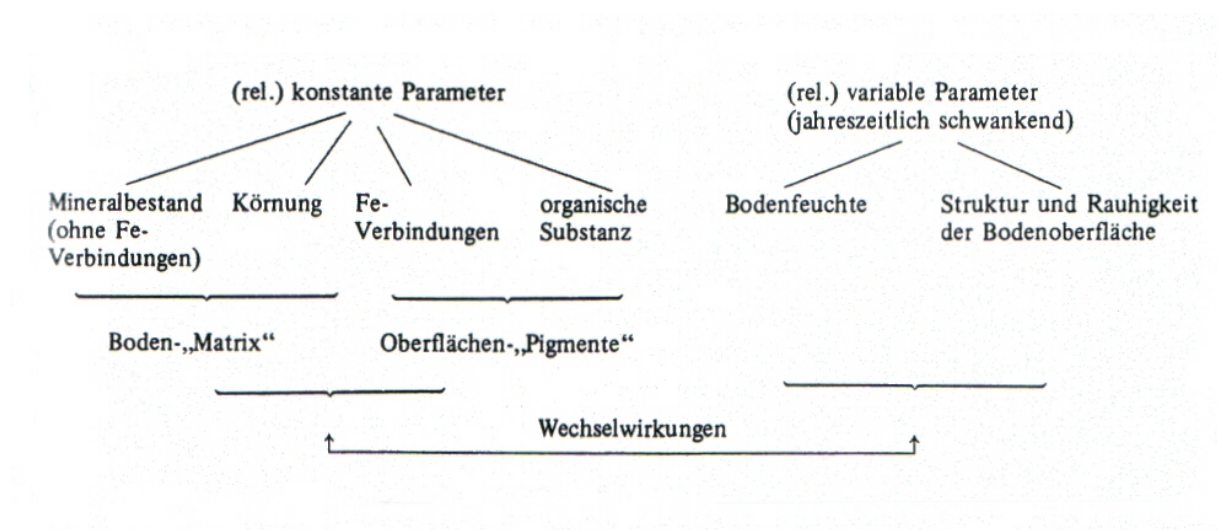 (rel.) konstante Parameter
(rel.) variable Parameter
(jahreszeitlich schwankend)
Mineralbestand
(ohne Fe-
Verbindungen)
Körnung
Fe-
Verbindungen
organische
Substanz
Bodenfeuchte
Struktur und Rauhigkeit
der Bodenoberfläche
Boden-„Matrix“
Oberflächen-„Pigmente“
Wechselwirkungen